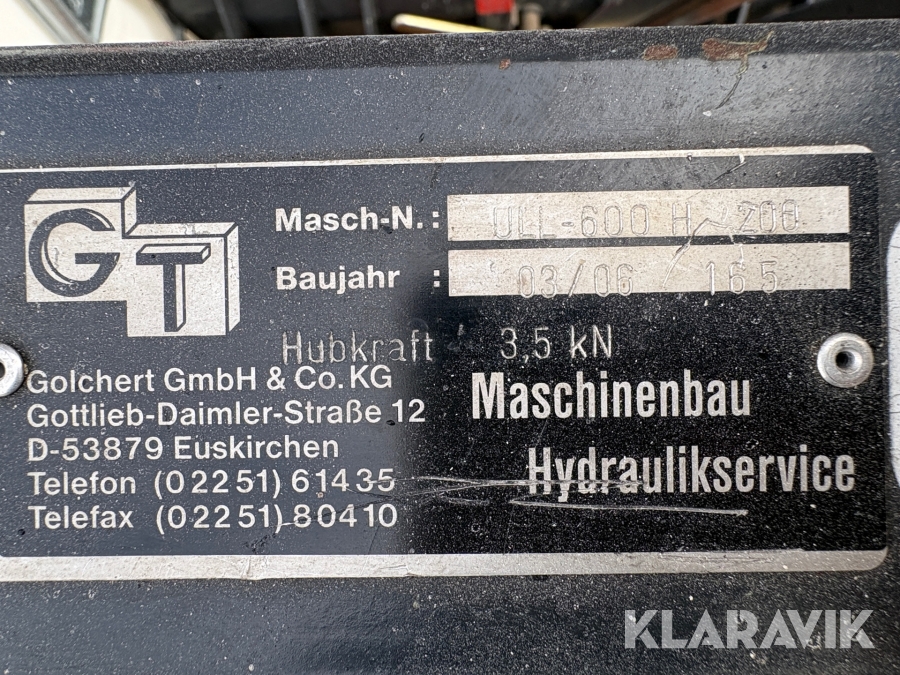 GT
Masch-N.: ULL-600 H 200
Baujahr : 03/06 165
Hubkraft 3,5 kN
Golchert GmbH & Co. KG
Gottlieb-Daimler-Straße 12
D-53879 Euskirchen
Telefon (02251) 61435
Telefax (02251) 80410
Maschinenbau
Hydraulikservice
KLARAVIK